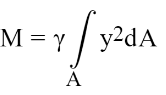 M = γ ∫ y²dA
A